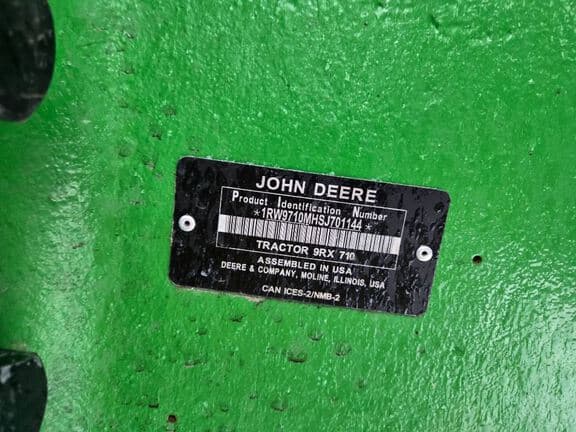 JOHN DEERE
Product Identification Number
*1RW9710MHSJ701144*
TRACTOR 9RX 710
ASSEMBLED IN USA
DEERE & COMPANY, MOLINE, ILLINOIS, USA
CAN ICES-2/NMB-2